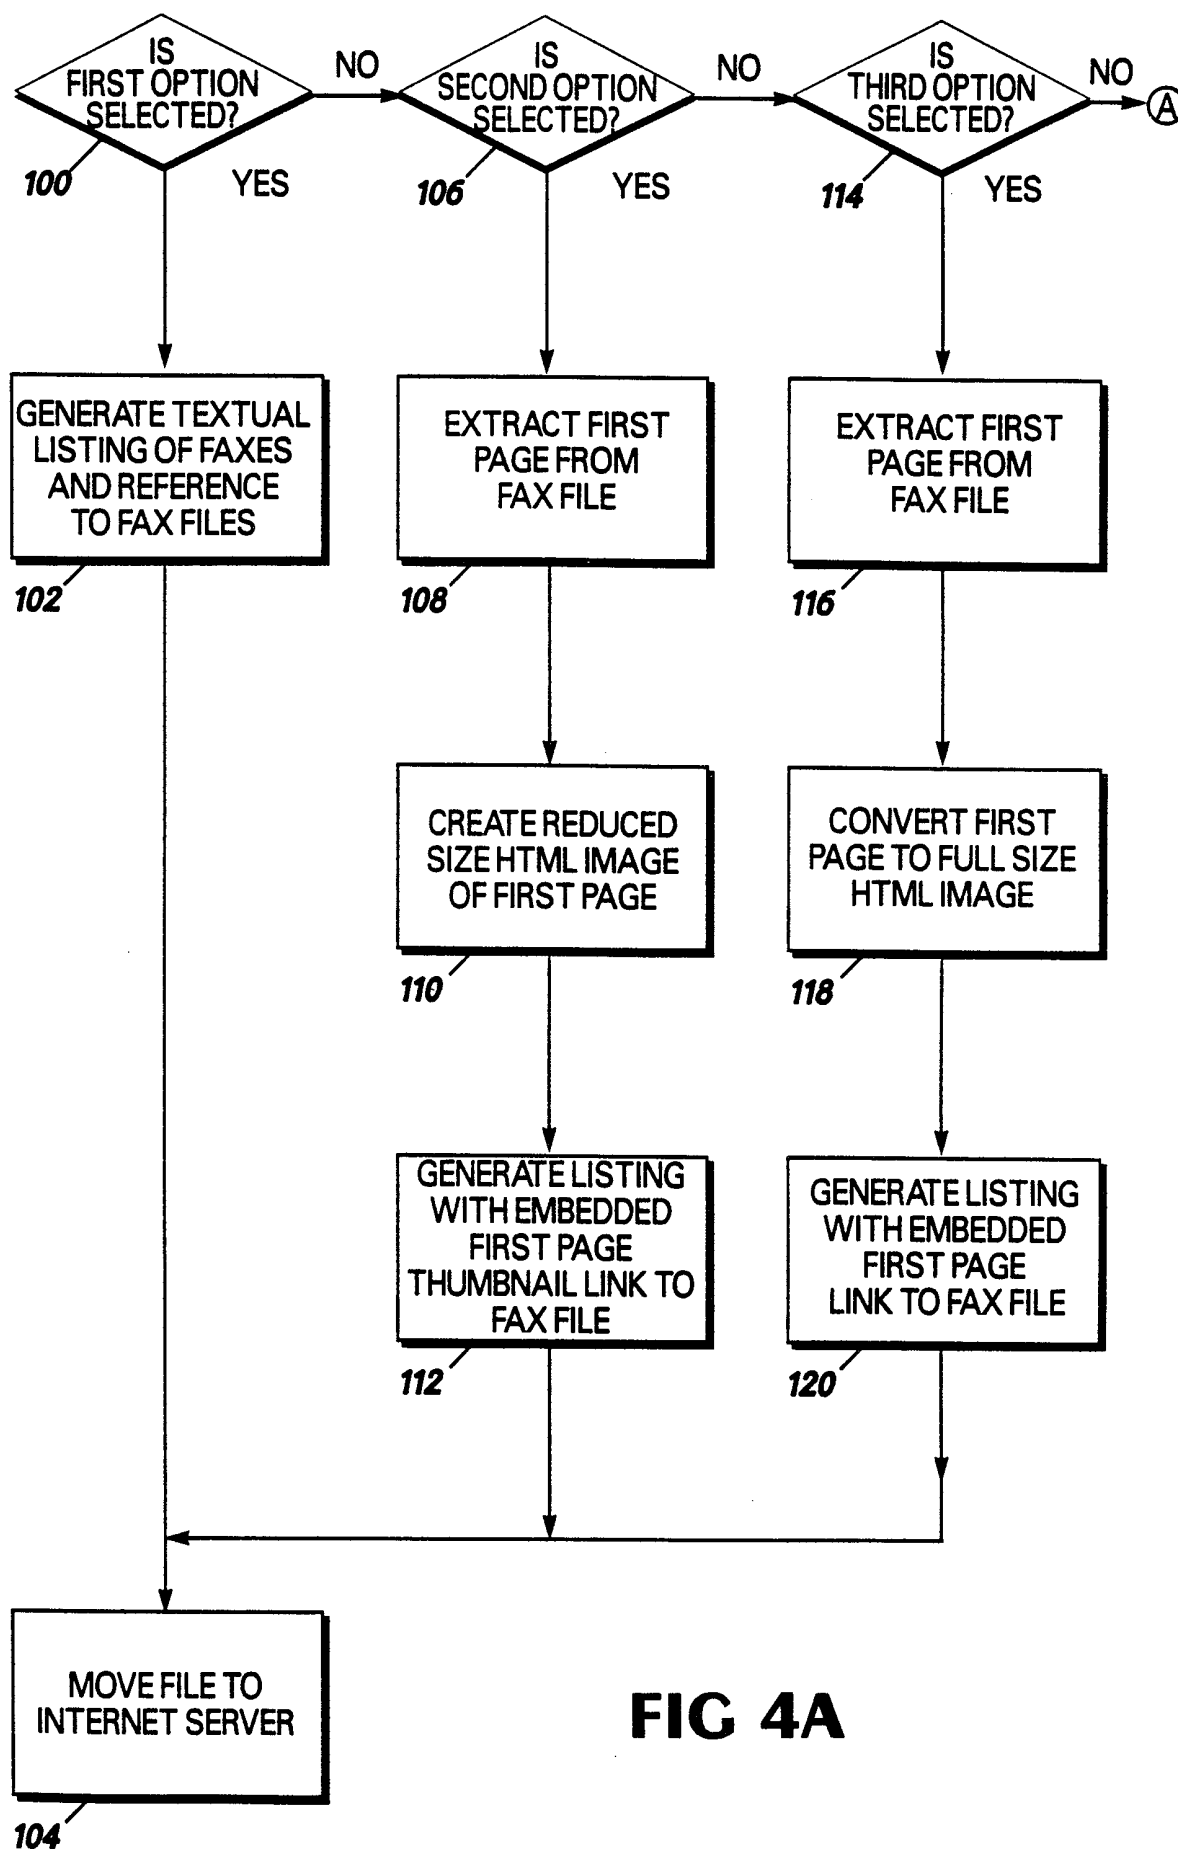 IS
FIRST OPTION
SELECTED?
NO
IS
SECOND OPTION
SELECTED?
NO
IS
THIRD OPTION
SELECTED?
NO
A
100
YES
106
YES
114
YES
GENERATE TEXTUAL
LISTING OF FAXES
AND REFERENCE
TO FAX FILES
102
EXTRACT FIRST
PAGE FROM
FAX FILE
108
EXTRACT FIRST
PAGE FROM
FAX FILE
116
CREATE REDUCED
SIZE HTML IMAGE
OF FIRST PAGE
110
CONVERT FIRST
PAGE TO FULL SIZE
HTML IMAGE
118
GENERATE LISTING
WITH EMBEDDED
FIRST PAGE
THUMBNAIL LINK TO
FAX FILE
112
GENERATE LISTING
WITH EMBEDDED
FIRST PAGE
LINK TO FAX FILE
120
MOVE FILE TO
INTERNET SERVER
104
FIG 4A